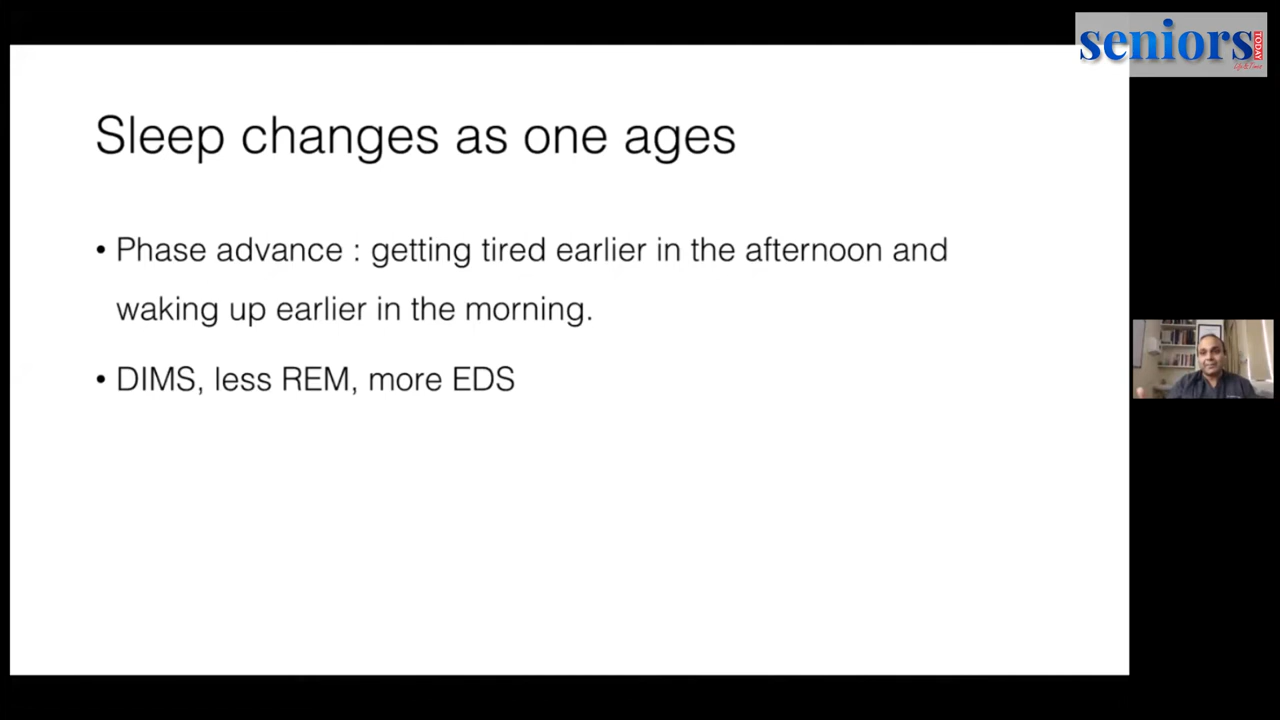 seniors
TODAY
Sleep changes as one ages
• Phase advance : getting tired earlier in the afternoon and
waking up earlier in the morning.
• DIMS, less REM, more EDS